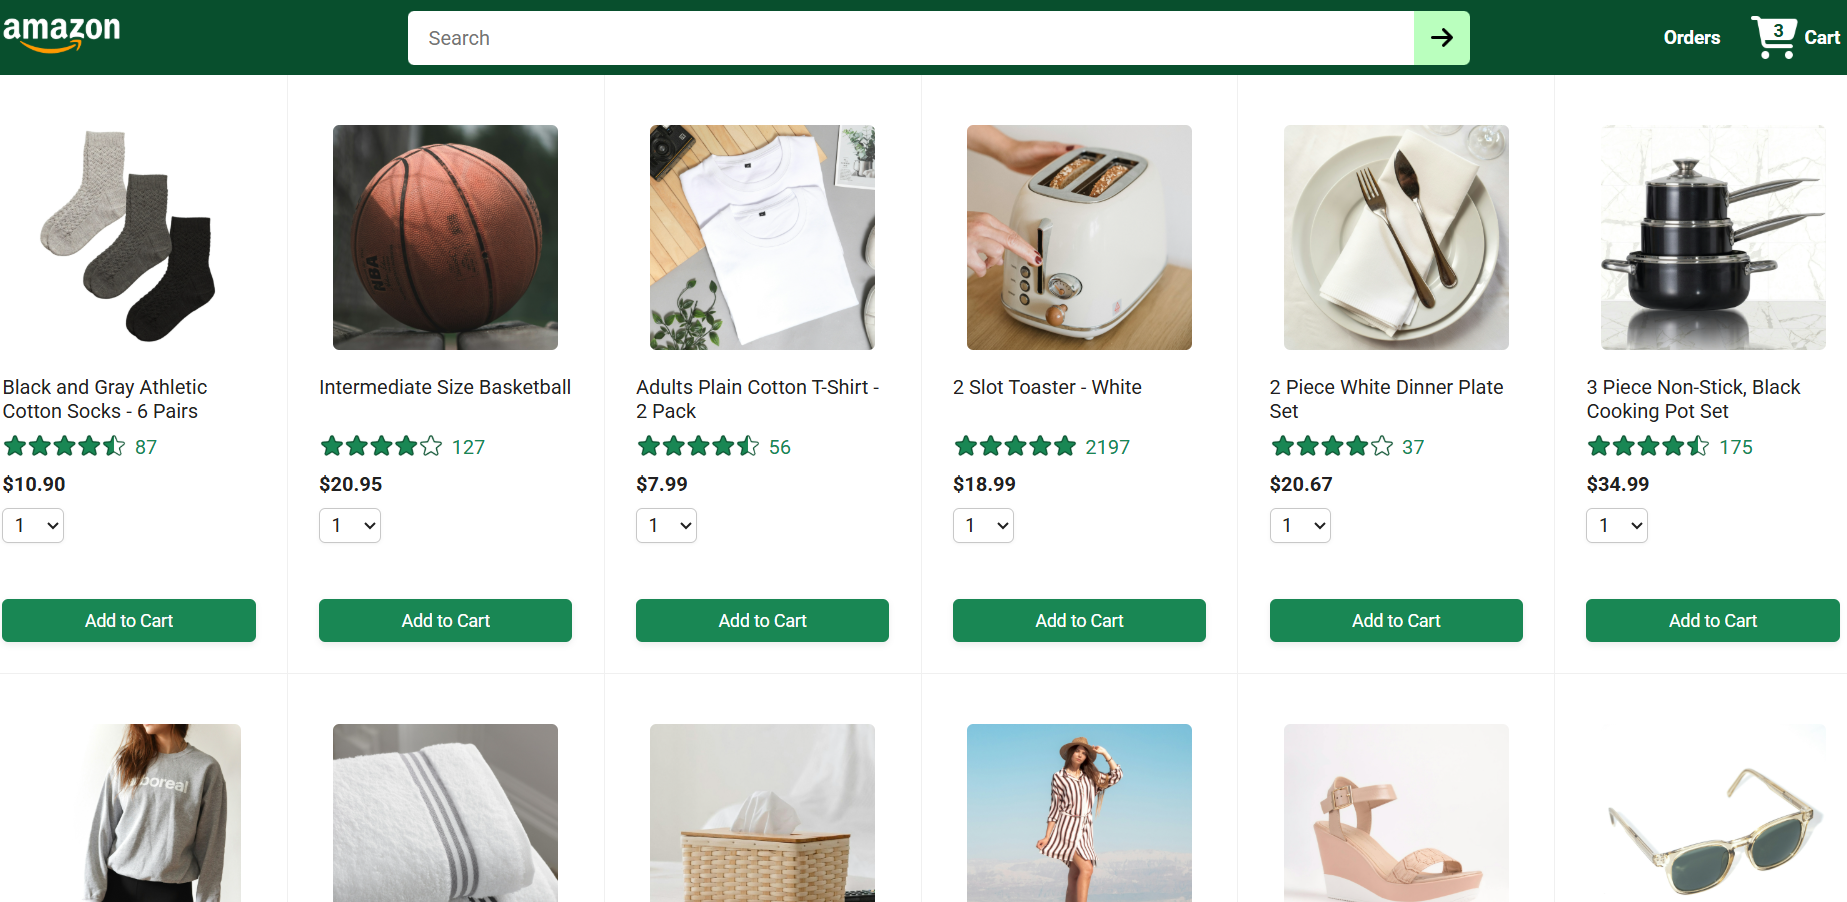 amazon
Search
Orders
3
Cart
NBA
Black and Gray Athletic
Cotton Socks - 6 Pairs
87
$10.90
1
Add to Cart
Intermediate Size Basketball
127
$20.95
1
Add to Cart
Adults Plain Cotton T-Shirt -
2 Pack
56
$7.99
1
Add to Cart
2 Slot Toaster - White
2197
$18.99
1
Add to Cart
2 Piece White Dinner Plate
Set
37
$20.67
1
Add to Cart
3 Piece Non-Stick, Black
Cooking Pot Set
175
$34.99
1
Add to Cart